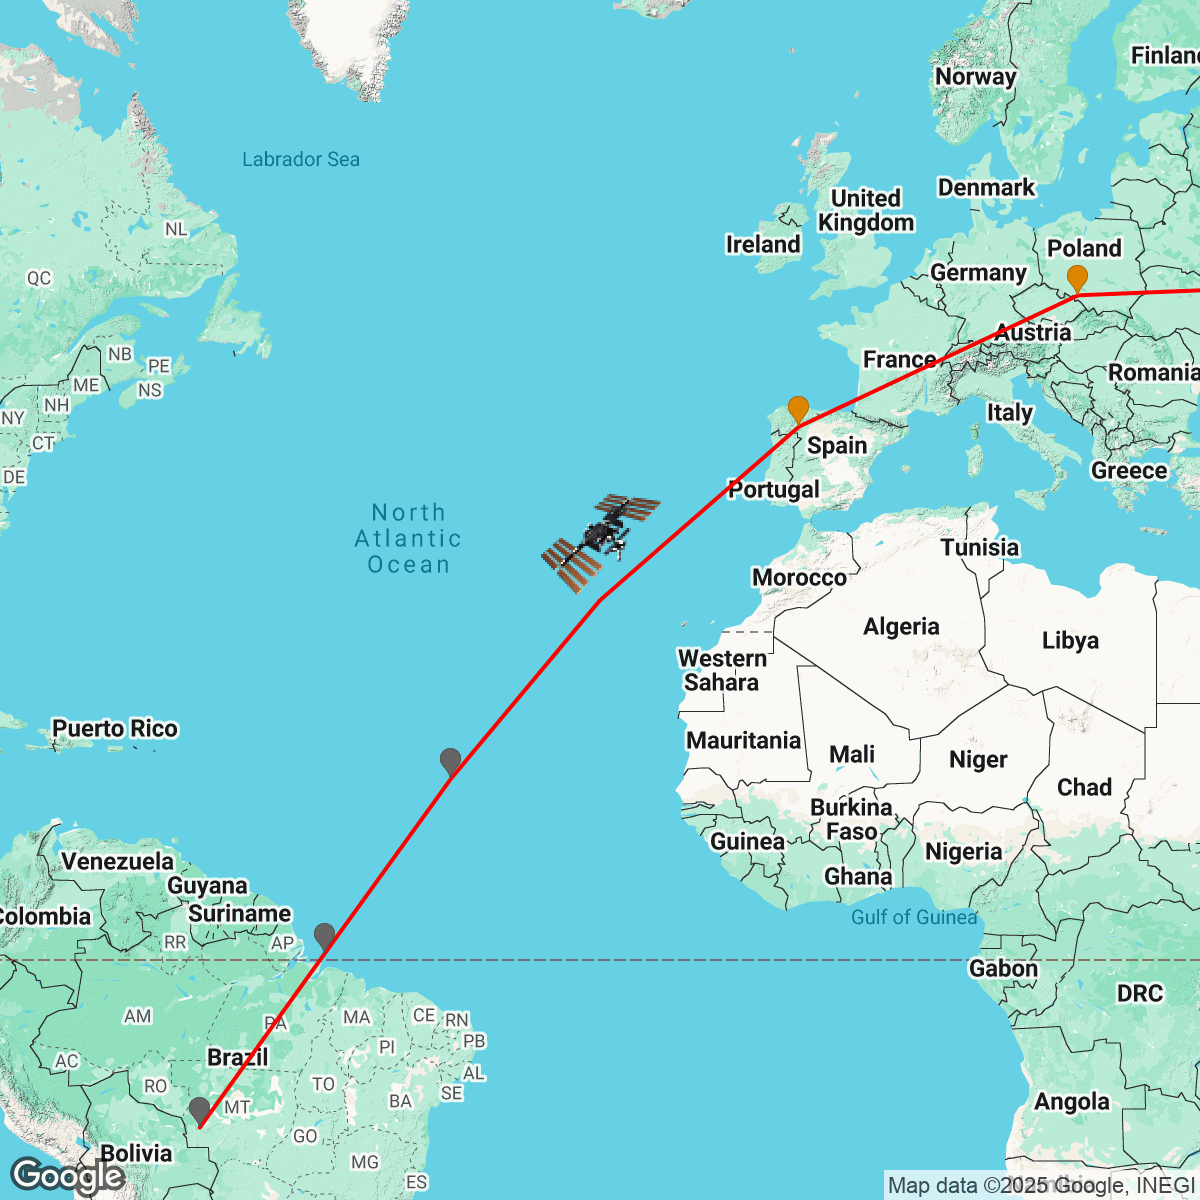 Finland
Norway
Labrador Sea
Denmark
United
Kingdom
NL
Ireland
Poland
Germany
QC
Austria
NB
France
PE
Romania
ME
NS
NH
Italy
NY
CT
Spain
Greece
DE
Portugal
North
Atlantic
Ocean
Tunisia
Morocco
Algeria
Libya
Western
Sahara
Puerto Rico
Mauritania
Mali
Niger
Chad
Burkina
Faso
Guinea
Nigeria
Venezuela
Ghana
Guyana
Suriname
Colombia
Gulf of Guinea
RR
AP
Gabon
DRC
AM
PA
MA
CE
RN
PI
PB
Brazil
AC
AL
RO
TO
SE
MT
BA
Angola
GO
Bolivia
MG
ES
Google
Map data ©2025 Google, INEGI